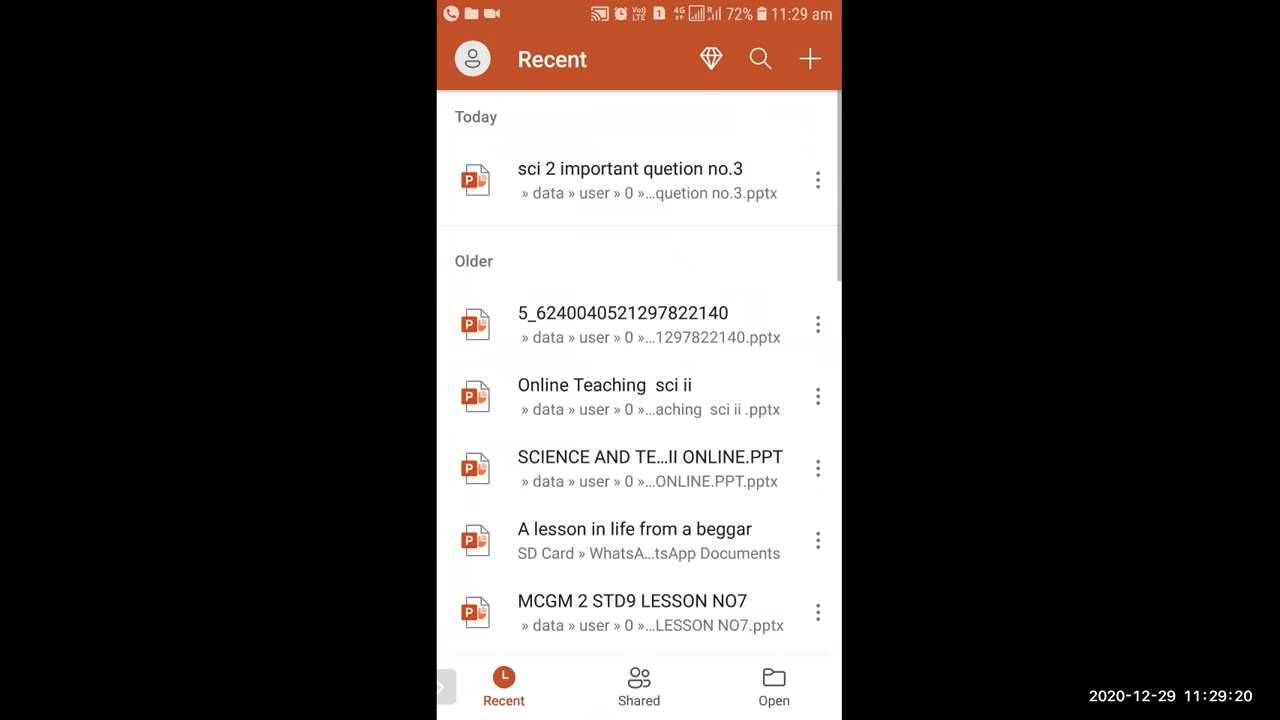 72% 11:29 am
Recent
Today
sci 2 important quetion no.3
» data » user » 0 »...quetion no.3.pptx
Older
5_6240040521297822140
» data » user » 0 »...1297822140.pptx
Online Teaching  sci ii
» data » user » 0 »...aching  sci ii .pptx
SCIENCE AND TE...II ONLINE.PPT
» data » user » 0 »...ONLINE.PPT.pptx
A lesson in life from a beggar
SD Card » WhatsA...tsApp Documents
MCGM 2 STD9 LESSON NO7
» data » user » 0 »...LESSON NO7.pptx
Recent Shared Open
2020-12-29 11:29:20